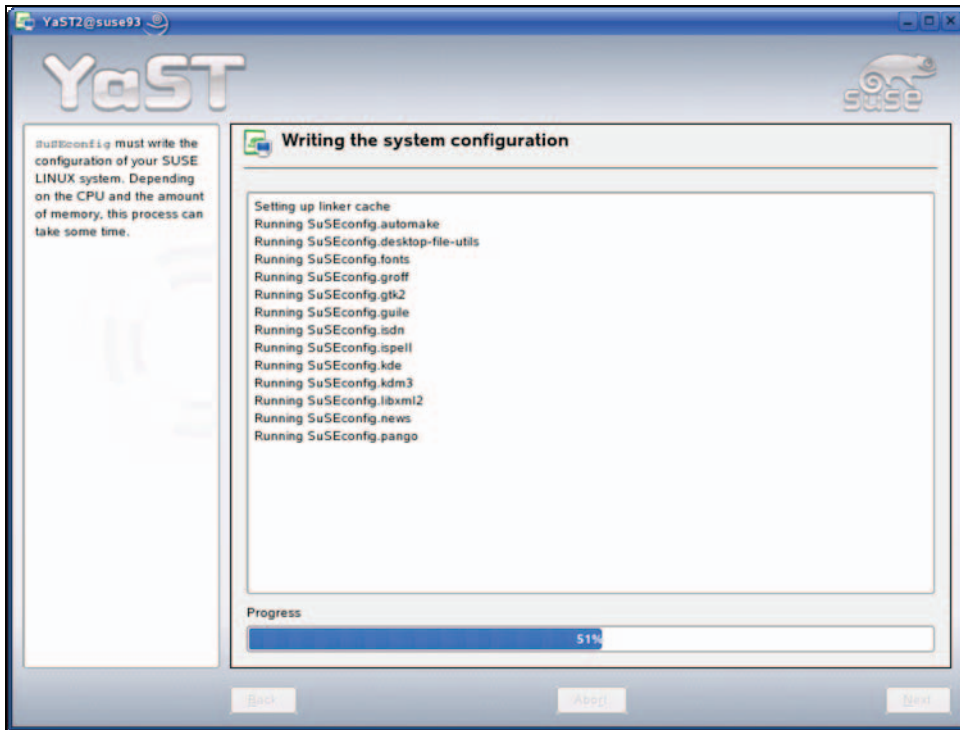 YaST2@suse93
YaST
SUSE
SuSEconfig must write the
configuration of your SUSE
LINUX system. Depending
on the CPU and the amount
of memory, this process can
take some time.
Writing the system configuration
Setting up linker cache
Running SuSEconfig.automake
Running SuSEconfig.desktop-file-utils
Running SuSEconfig.fonts
Running SuSEconfig.groff
Running SuSEconfig.gtk2
Running SuSEconfig.guile
Running SuSEconfig.isdn
Running SuSEconfig.ispell
Running SuSEconfig.kde
Running SuSEconfig.kdm3
Running SuSEconfig.libxml2
Running SuSEconfig.news
Running SuSEconfig.pango
Progress
51%
Back Abort Next